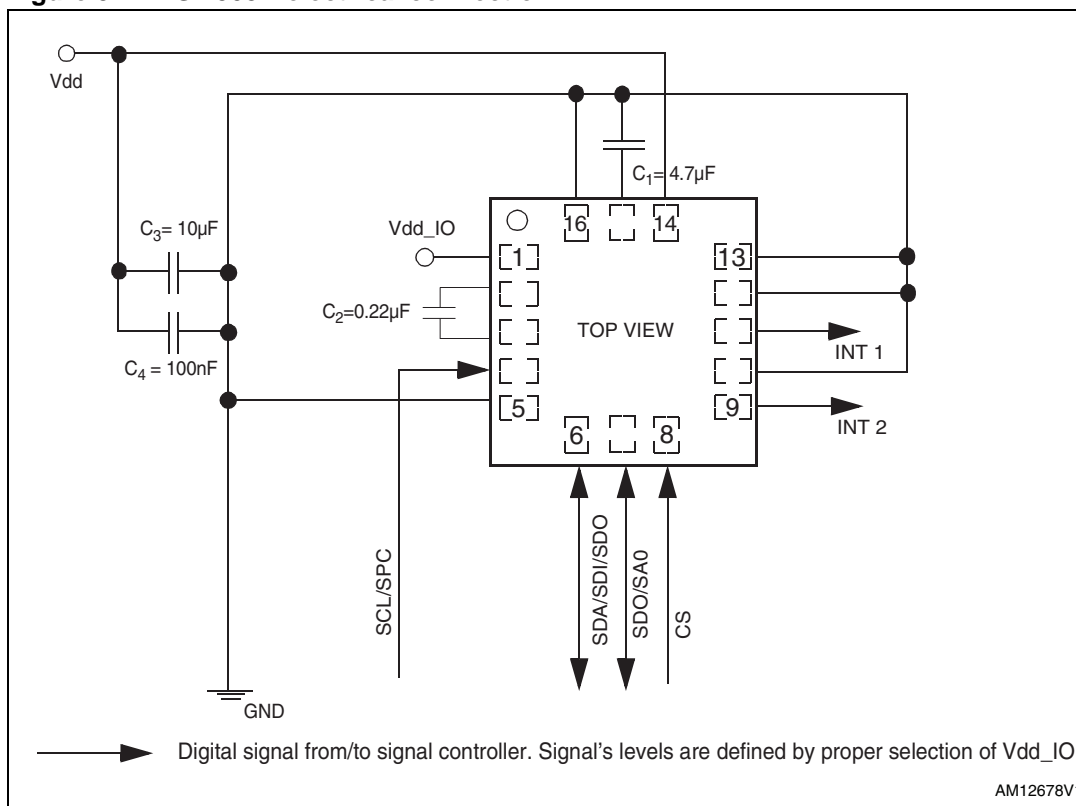 Vdd
C1= 4.7µF
Vdd_IO
16
14
C3= 10µF
1
13
C2=0.22µF
TOP VIEW
INT 1
C4 = 100nF
5
9
INT 2
6
8
SCL/SPC
SDA/SDI/SDO
SDO/SA0
CS
GND
Digital signal from/to signal controller. Signal's levels are defined by proper selection of Vdd_IO